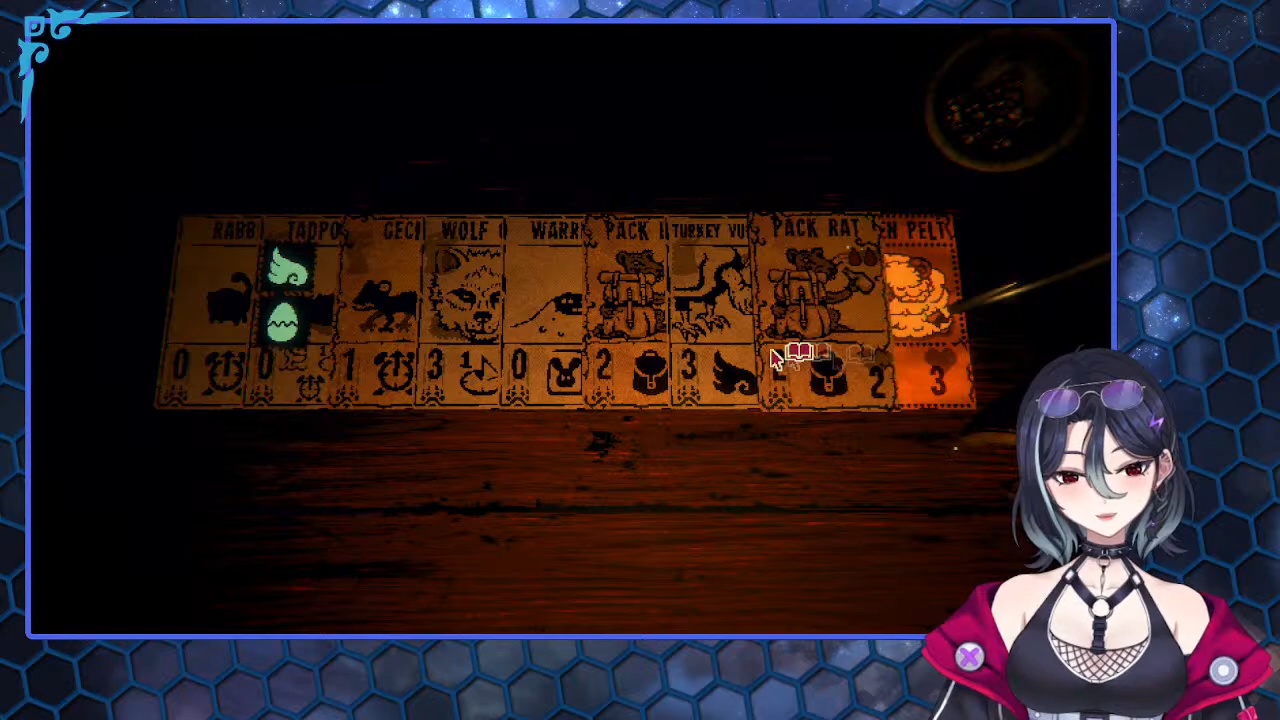 RABB TADPO GECI WOLF WARR PACK TURKEY VU PACK RAT N PELT
0 0 1 3 1 0 2 3 2 3